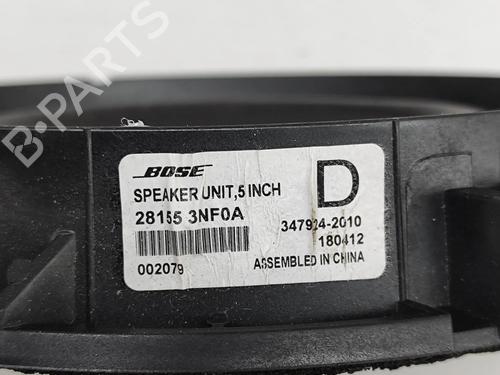 B-PARTS
BOSE
SPEAKER UNIT,5 INCH
D
28155 3NF0A
347924-2010
180412
002079
ASSEMBLED IN CHINA